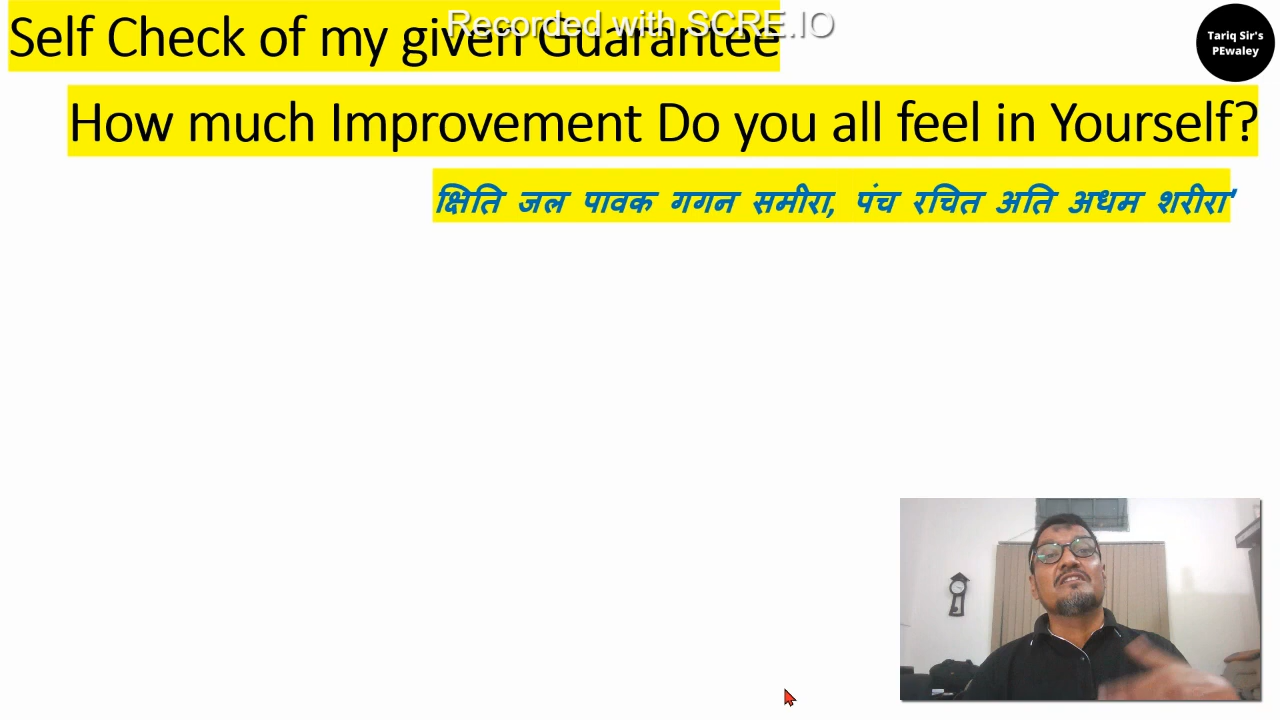 Recorded with SCRE.IO
Self Check of my given Guarantee
Tariq Sir's
PEwaley
How much Improvement Do you all feel in Yourself?
क्षिति जल पावक गगन समीरा, पंच रचित अति अधम शरीरा'